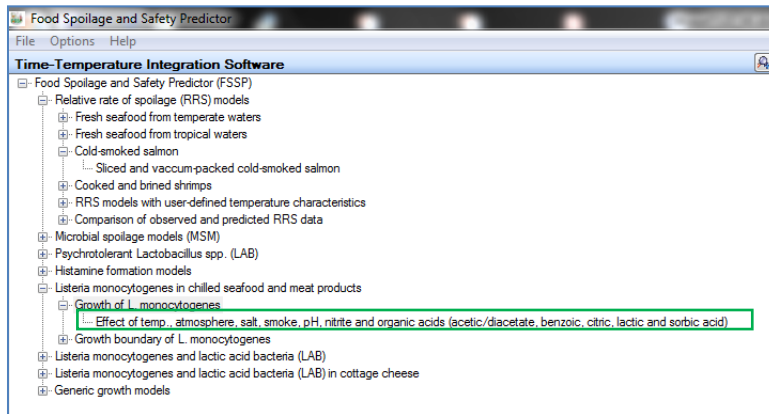 Food Spoilage and Safety Predictor
File Options Help
Time-Temperature Integration Software
Food Spoilage and Safety Predictor (FSSP)
Relative rate of spoilage (RRS) models
Fresh seafood from temperate waters
Fresh seafood from tropical waters
Cold-smoked salmon
Sliced and vaccum-packed cold-smoked salmon
Cooked and brined shrimps
RRS models with user-defined temperature characteristics
Comparison of observed and predicted RRS data
Microbial spoilage models (MSM)
Psychrotolerant Lactobacillus spp. (LAB)
Histamine formation models
Listeria monocytogenes in chilled seafood and meat products
Growth of L. monocytogenes
Effect of temp., atmosphere, salt, smoke, pH, nitrite and organic acids (acetic/diacetate, benzoic, citric, lactic and sorbic acid)
Growth boundary of L. monocytogenes
Listeria monocytogenes and lactic acid bacteria (LAB)
Listeria monocytogenes and lactic acid bacteria (LAB) in cottage cheese
Generic growth models